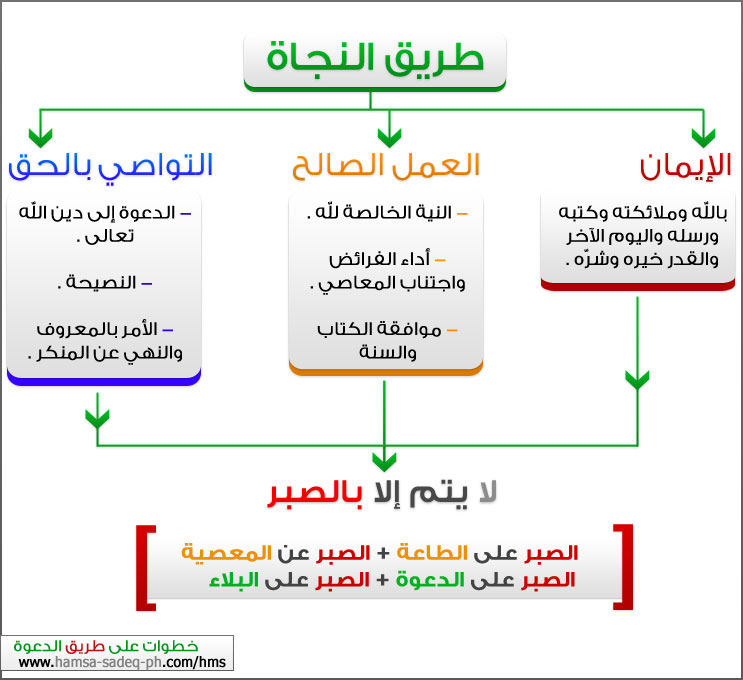 طريق النجاة
الإيمان
بالله وملائكته وكتبه
ورسله واليوم الآخر
والقدر خيره وشرّه .
العمل الصالح
– النية الخالصة لله .
– أداء الفرائض
واجتناب المعاصي .
– موافقة الكتاب
والسنة
التواصي بالحق
– الدعوة إلى دين الله
تعالى .
– النصيحة .
– الأمر بالمعروف
والنهي عن المنكر .
لا يتم إلا بالصبر
الصبر على الطاعة + الصبر عن المعصية
الصبر على الدعوة + الصبر على البلاء
خطوات على طريق الدعوة
www.hamsa-sadeq-ph.com/hms